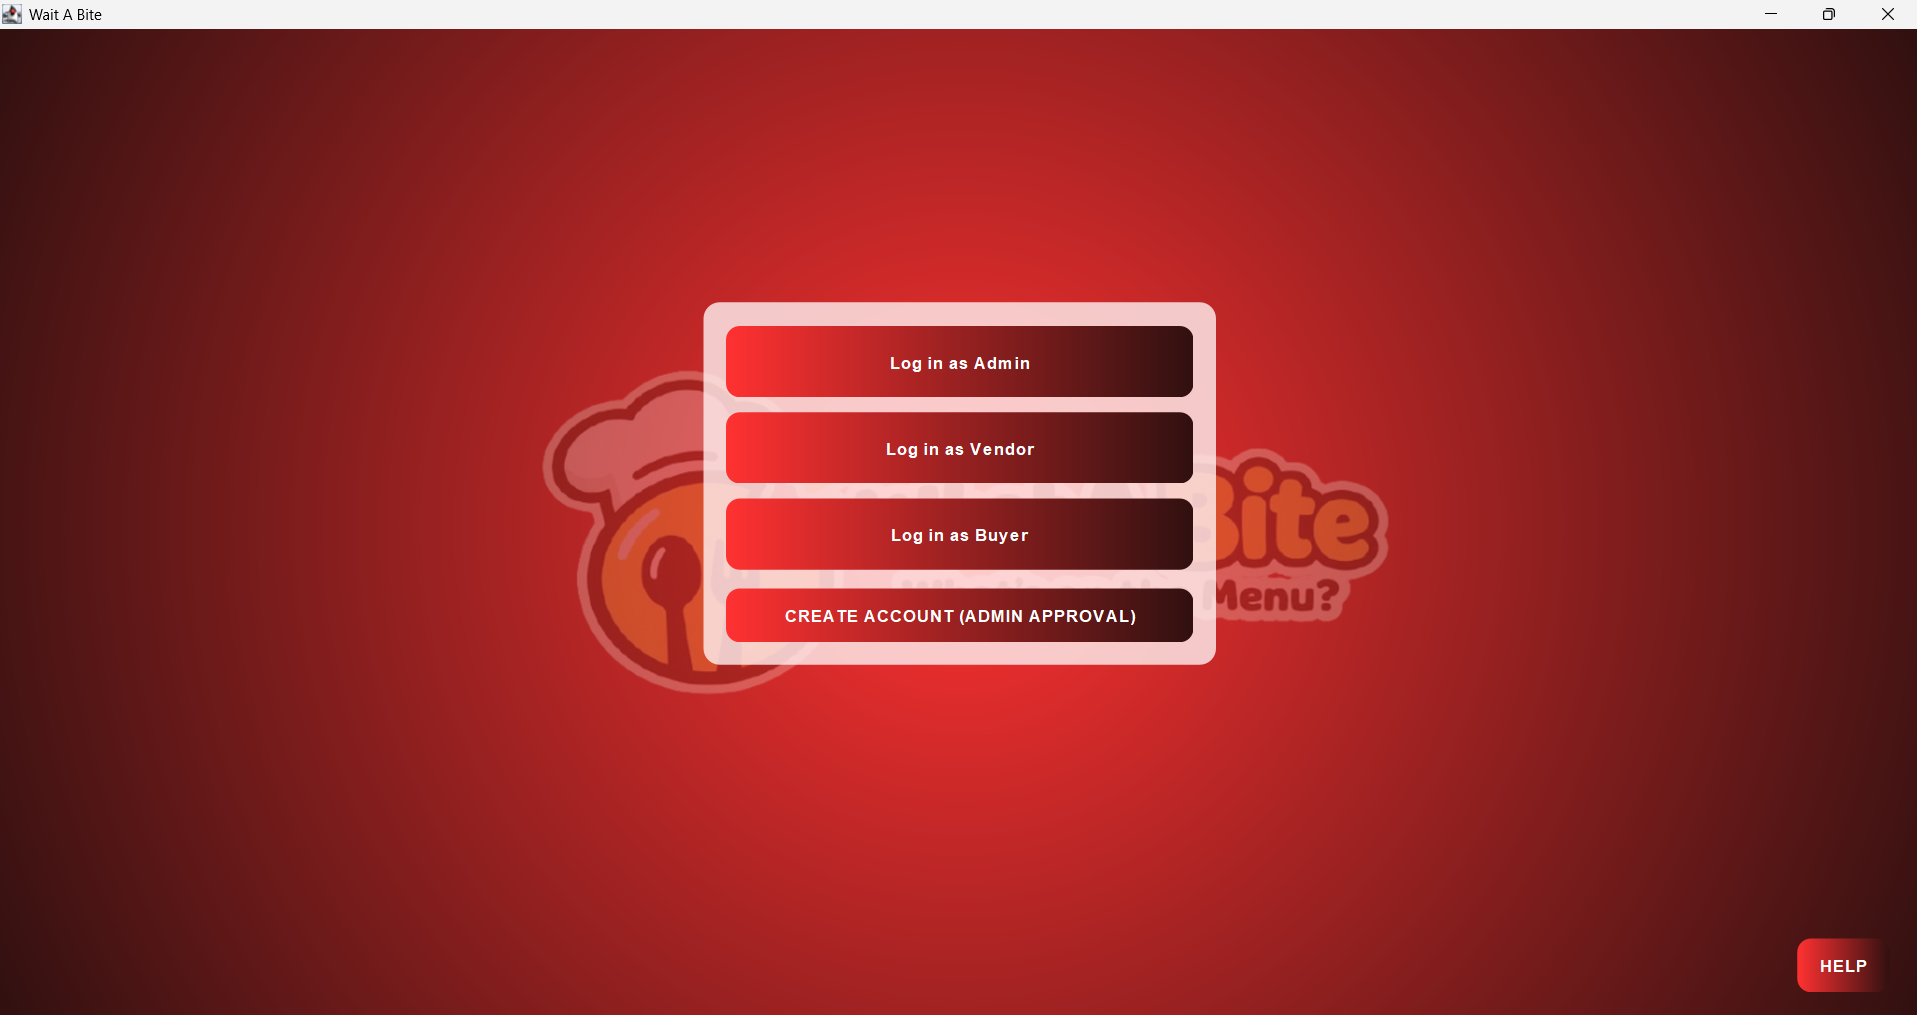 Wait A Bite
Log in as Admin
Log in as Vendor
Log in as Buyer
Bite
Menu?
CREATE ACCOUNT (ADMIN APPROVAL)
HELP